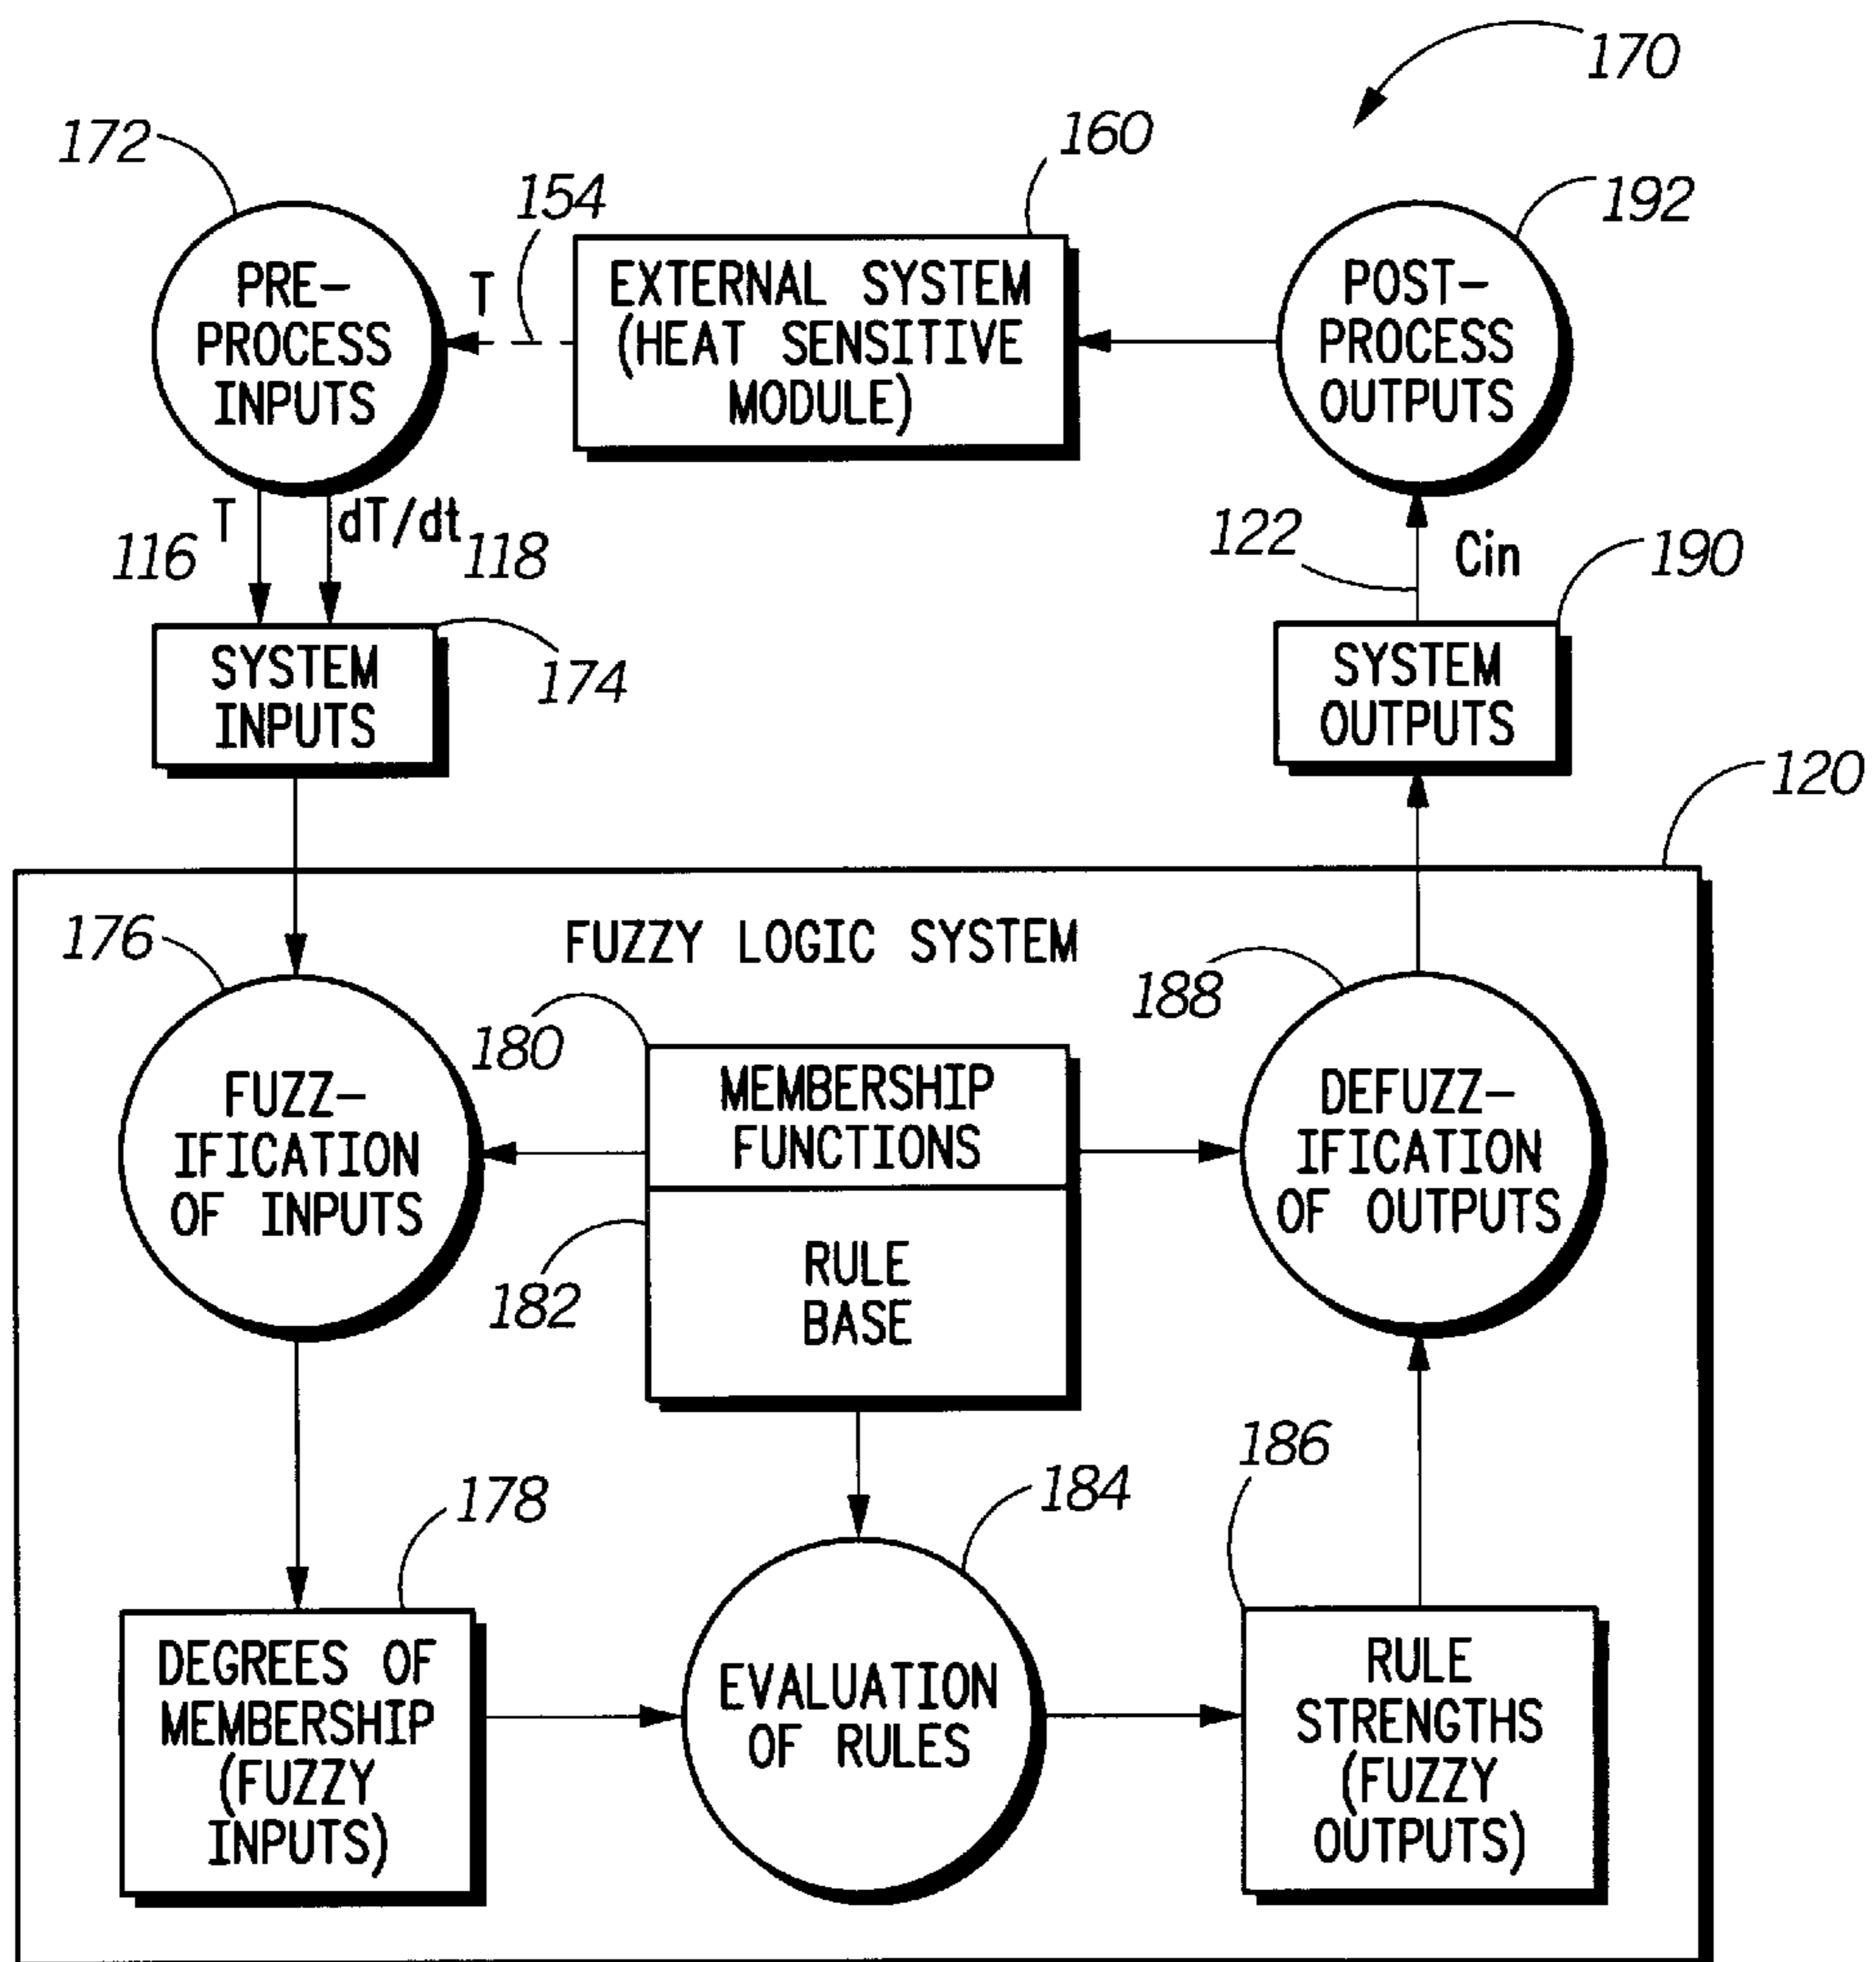 170
172
160
154
192
PRE-
PROCESS
INPUTS
T
EXTERNAL SYSTEM
(HEAT SENSITIVE
MODULE)
POST-
PROCESS
OUTPUTS
T
dT/dt
116
118
122
Cin
190
SYSTEM
INPUTS
174
SYSTEM
OUTPUTS
120
FUZZY LOGIC SYSTEM
176
180
188
FUZZ-
IFICATION
OF INPUTS
MEMBERSHIP
FUNCTIONS
DEFUZZ-
IFICATION
OF OUTPUTS
182
RULE
BASE
178
184
186
DEGREES OF
MEMBERSHIP
(FUZZY
INPUTS)
EVALUATION
OF RULES
RULE
STRENGTHS
(FUZZY
OUTPUTS)